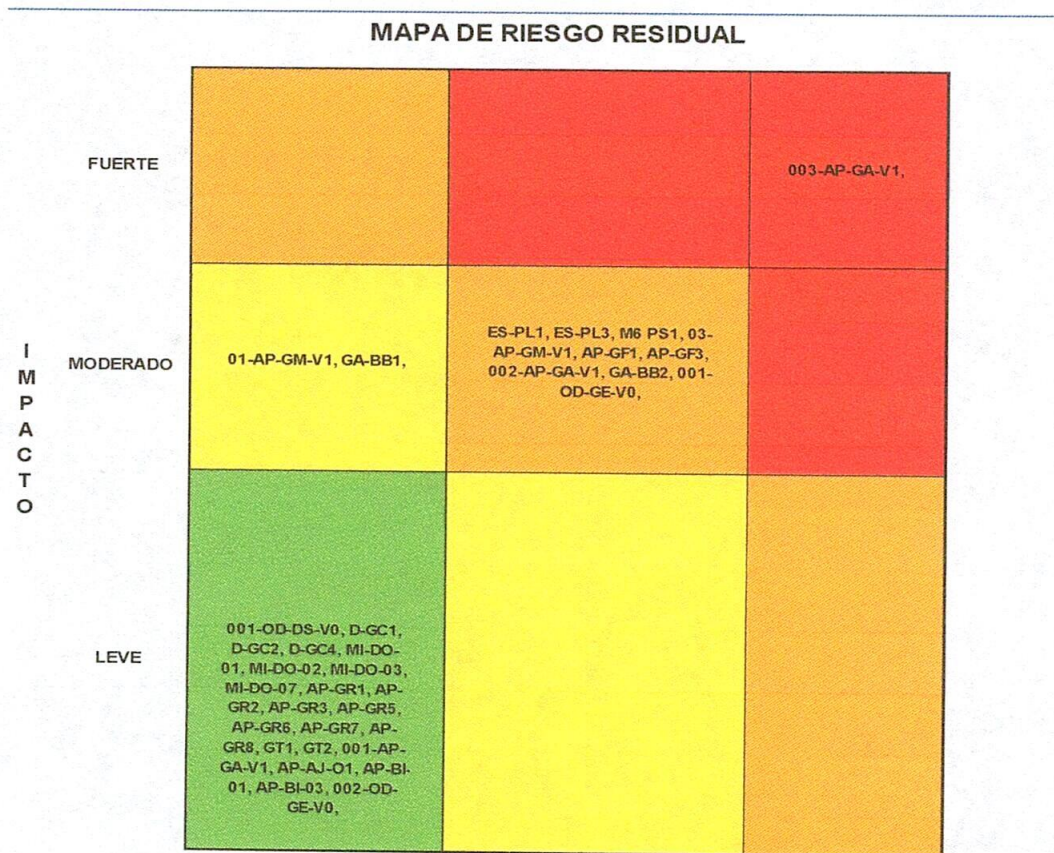 MAPA DE RIESGO RESIDUAL
FUERTE
003-AP-GA-V1,
I
M
P
A
C
T
O
MODERADO
01-AP-GM-V1, GA-BB1,
ES-PL1, ES-PL3, M6 PS1, 03-
AP-GM-V1, AP-GF1, AP-GF3,
002-AP-GA-V1, GA-BB2, 001-
OD-GE-V0,
LEVE
001-OD-DS-V0, D-GC1,
D-GC2, D-GC4, MI-DO-
01, MI-DO-02, MI-DO-03,
MI-DO-07, AP-GR1, AP-
GR2, AP-GR3, AP-GR5,
AP-GR6, AP-GR7, AP-
GR8, GT1, GT2, 001-AP-
GA-V1, AP-AJ-O1, AP-BI-
01, AP-BI-03, 002-OD-
GE-V0,